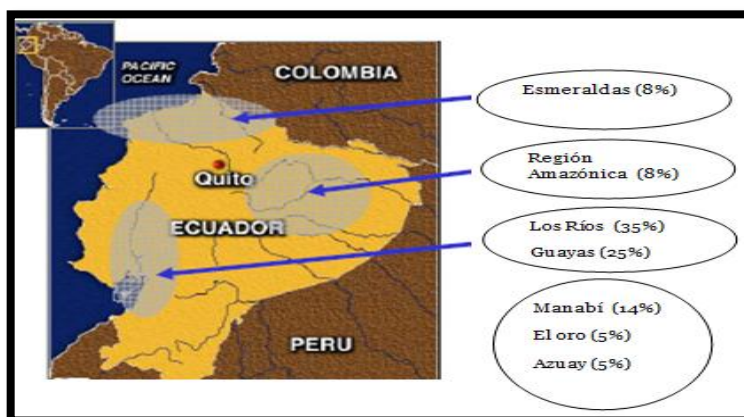 PACIFIC
OCEAN
COLOMBIA
Quito
ECUADOR
PERU
Esmeraldas (8%)
Región
Amazónica (8%)
Los Ríos (35%)
Guayas (25%)
Manabí (14%)
El oro (5%)
Azuay (5%)